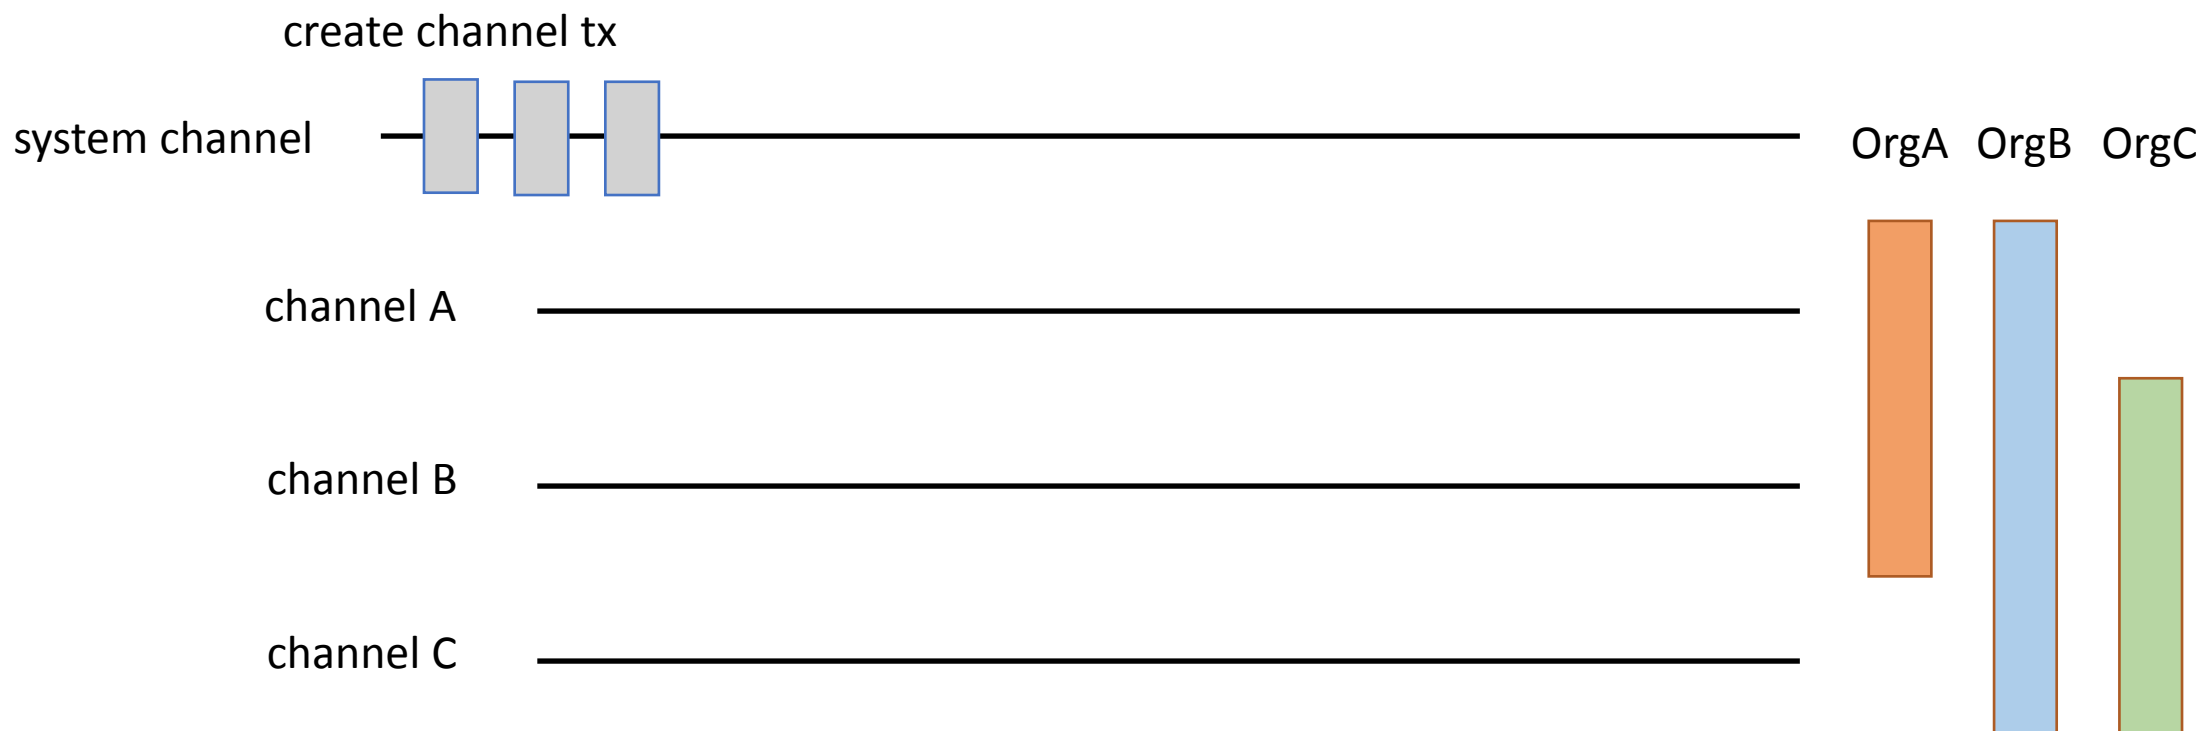 create channel tx
system channel
OrgA OrgB OrgC
channel A
channel B
channel C